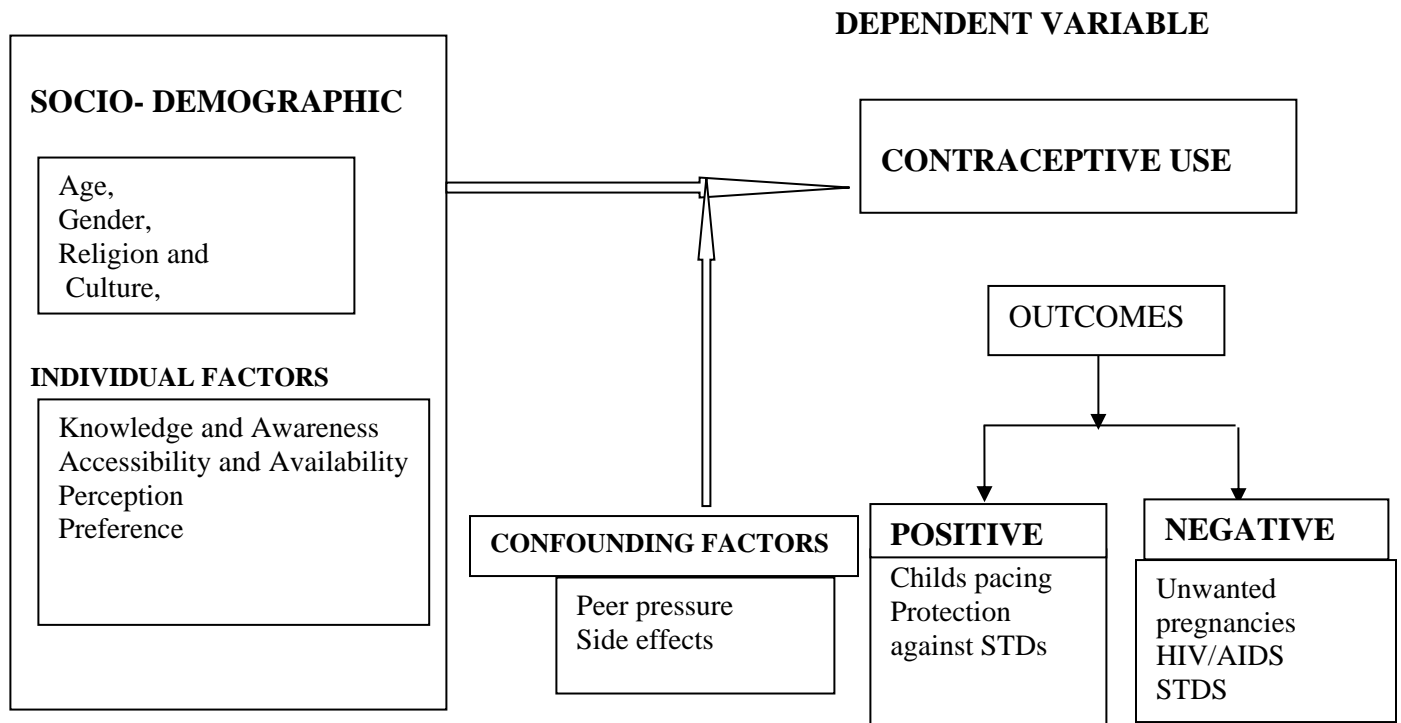 DEPENDENT VARIABLE
SOCIO- DEMOGRAPHIC
Age,
Gender,
Religion and
Culture,
INDIVIDUAL FACTORS
Knowledge and Awareness
Accessibility and Availability
Perception
Preference
CONTRACEPTIVE USE
OUTCOMES
CONFOUNDING FACTORS
Peer pressure
Side effects
POSITIVE
Childs pacing
Protection
against STDs
NEGATIVE
Unwanted
pregnancies
HIV/AIDS
STDS